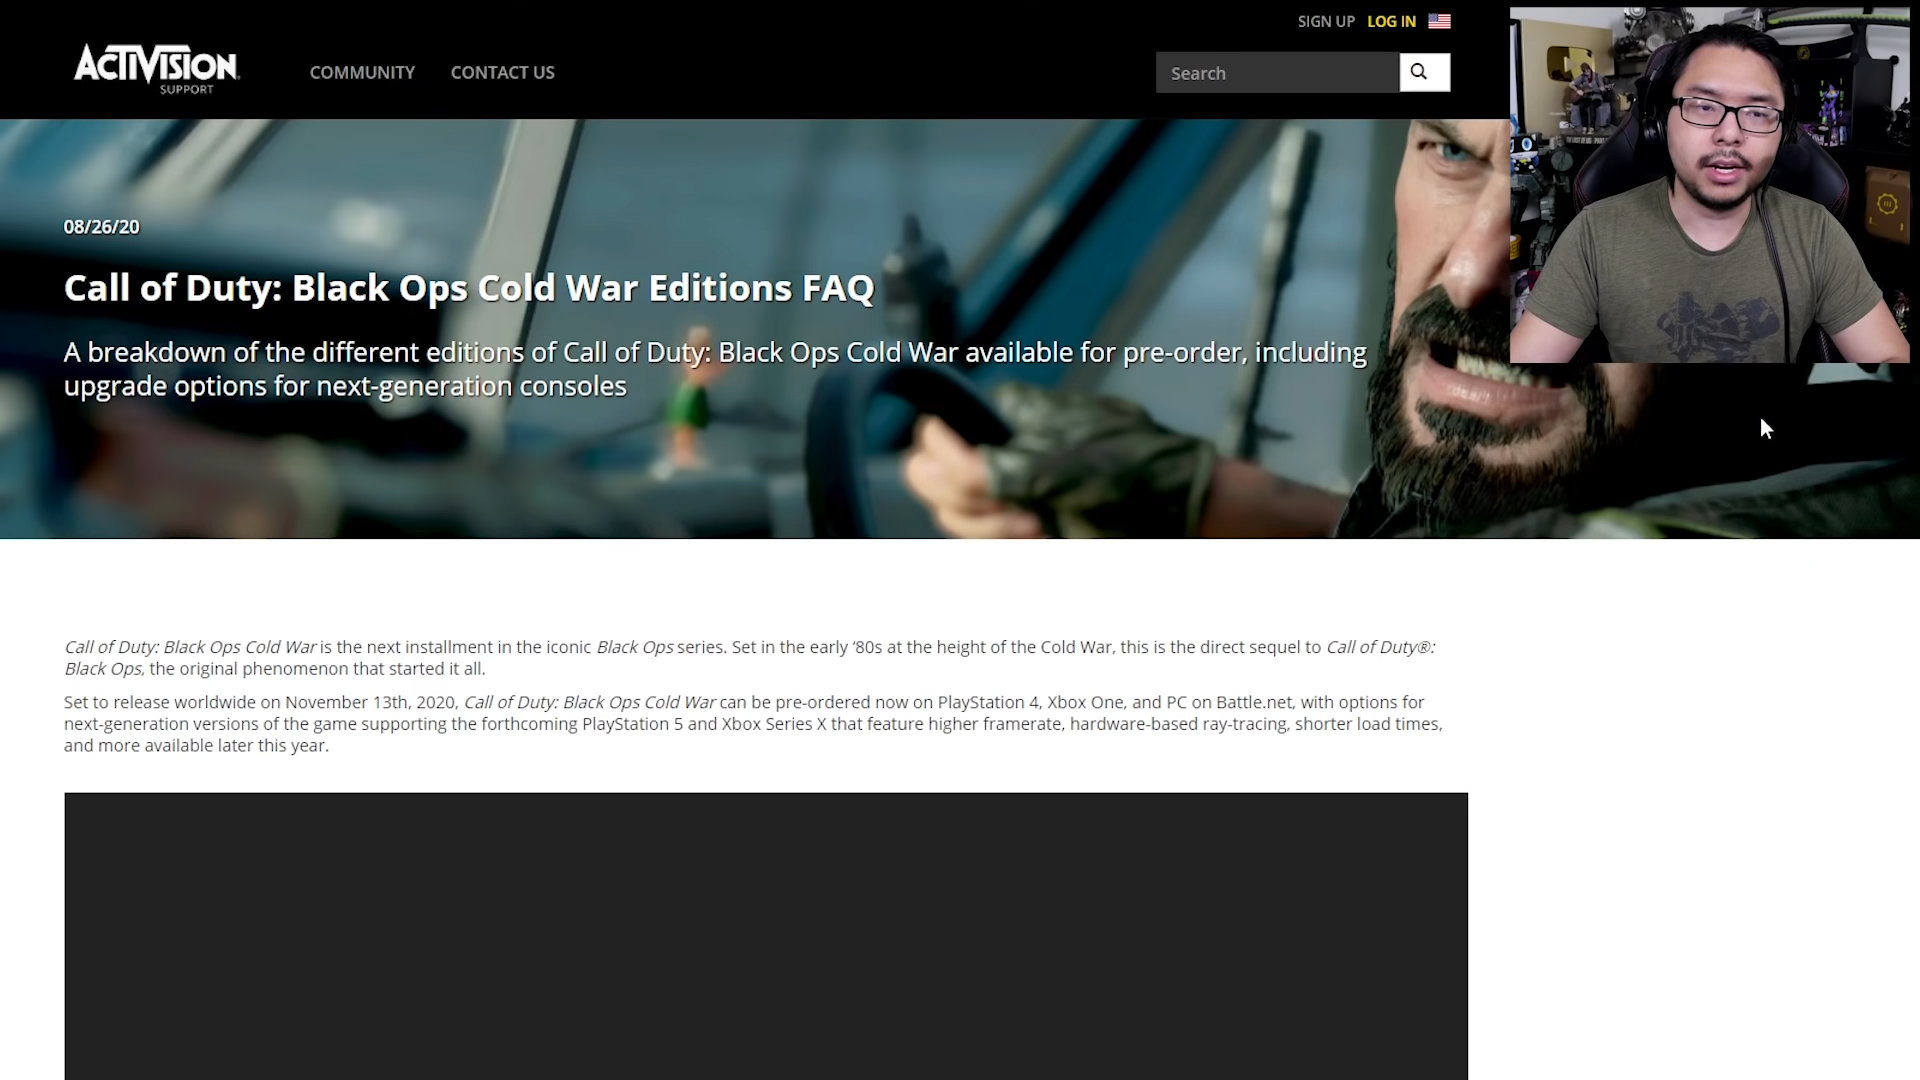 SIGN UP LOG IN
ACTIVISION
SUPPORT
COMMUNITY CONTACT US
Search
08/26/20
Call of Duty: Black Ops Cold War Editions FAQ
A breakdown of the different editions of Call of Duty: Black Ops Cold War available for pre-order, including
upgrade options for next-generation consoles
Call of Duty: Black Ops Cold War is the next installment in the iconic Black Ops series. Set in the early ‘80s at the height of the Cold War, this is the direct sequel to Call of Duty®:
Black Ops, the original phenomenon that started it all.
Set to release worldwide on November 13th, 2020, Call of Duty: Black Ops Cold War can be pre-ordered now on PlayStation 4, Xbox One, and PC on Battle.net, with options for
next-generation versions of the game supporting the forthcoming PlayStation 5 and Xbox Series X that feature higher framerate, hardware-based ray-tracing, shorter load times,
and more available later this year.